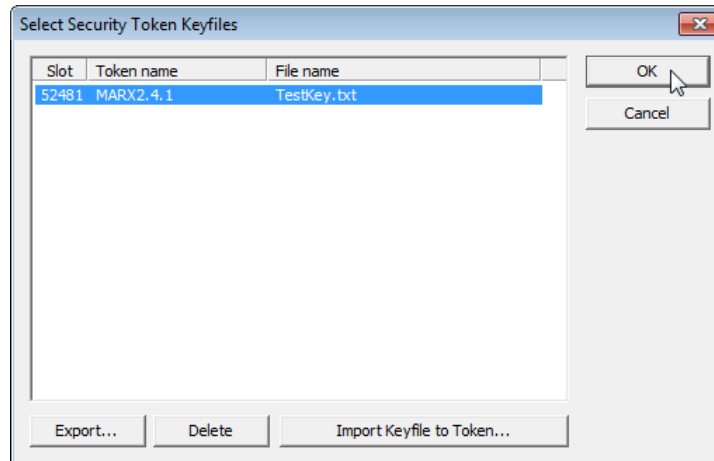 Select Security Token Keyfiles
Slot Token name File name
52481 MARX2.4.1 TestKey.txt
OK
Cancel
Export... Delete Import Keyfile to Token...